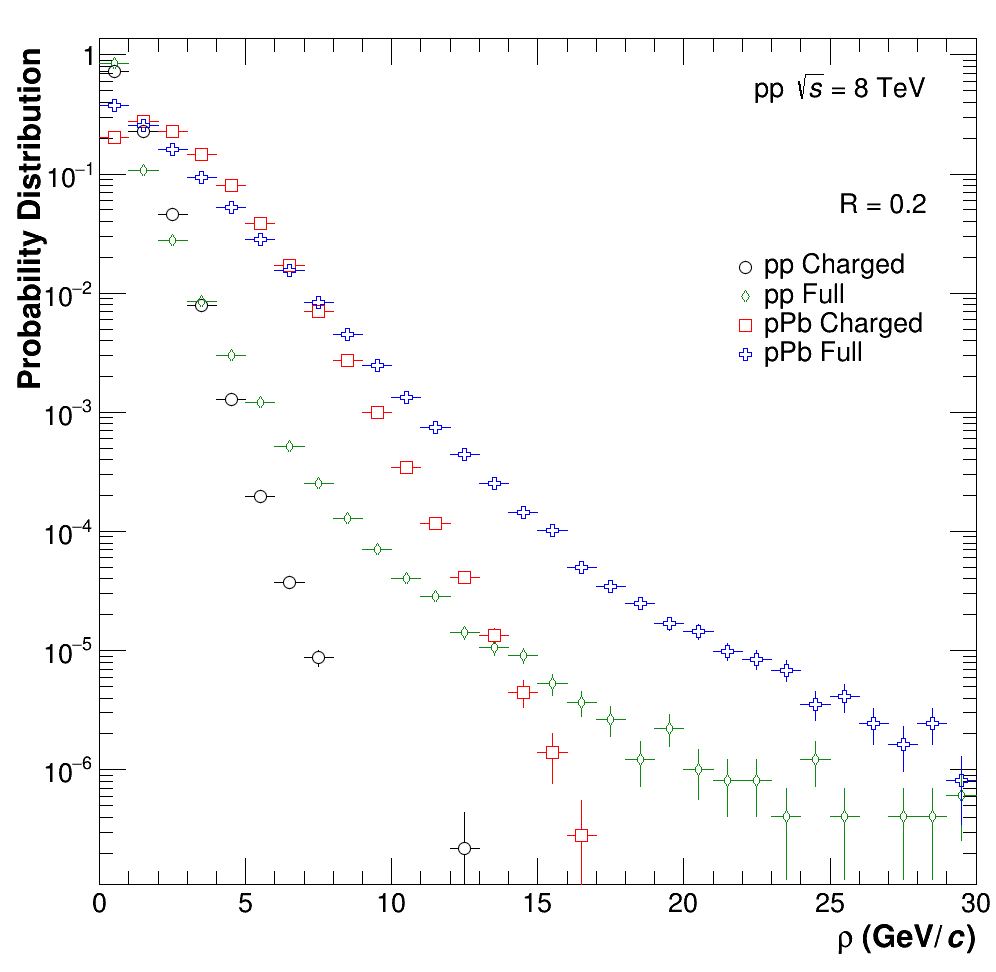 Probability Distribution
1
10⁻¹
10⁻²
10⁻³
10⁻⁴
10⁻⁵
10⁻⁶
pp √s = 8 TeV
R = 0.2
pp Charged
pp Full
pPb Charged
pPb Full
0 5 10 15 20 25 30
ρ (GeV/c)